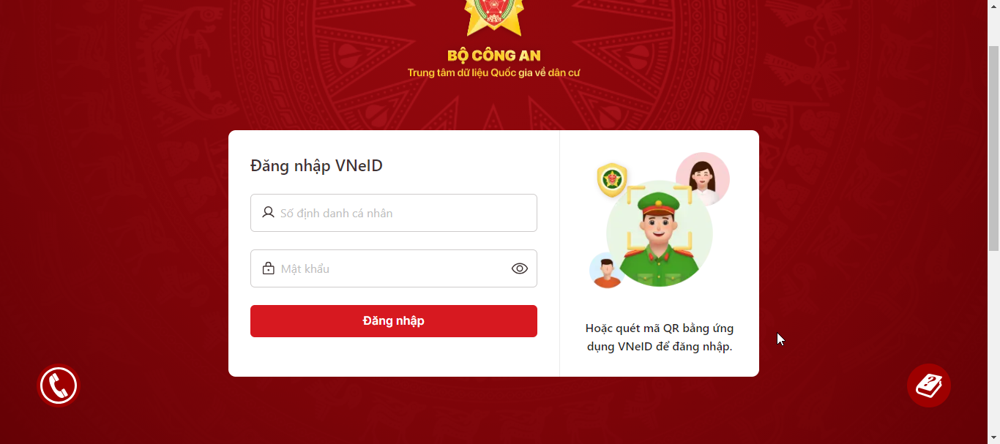 BỘ CÔNG AN
Trung tâm dữ liệu Quốc gia về dân cư
Đăng nhập VNeID
Số định danh cá nhân
Mật khẩu
Đăng nhập
Hoặc quét mã QR bằng ứng
dụng VNeID để đăng nhập.
?